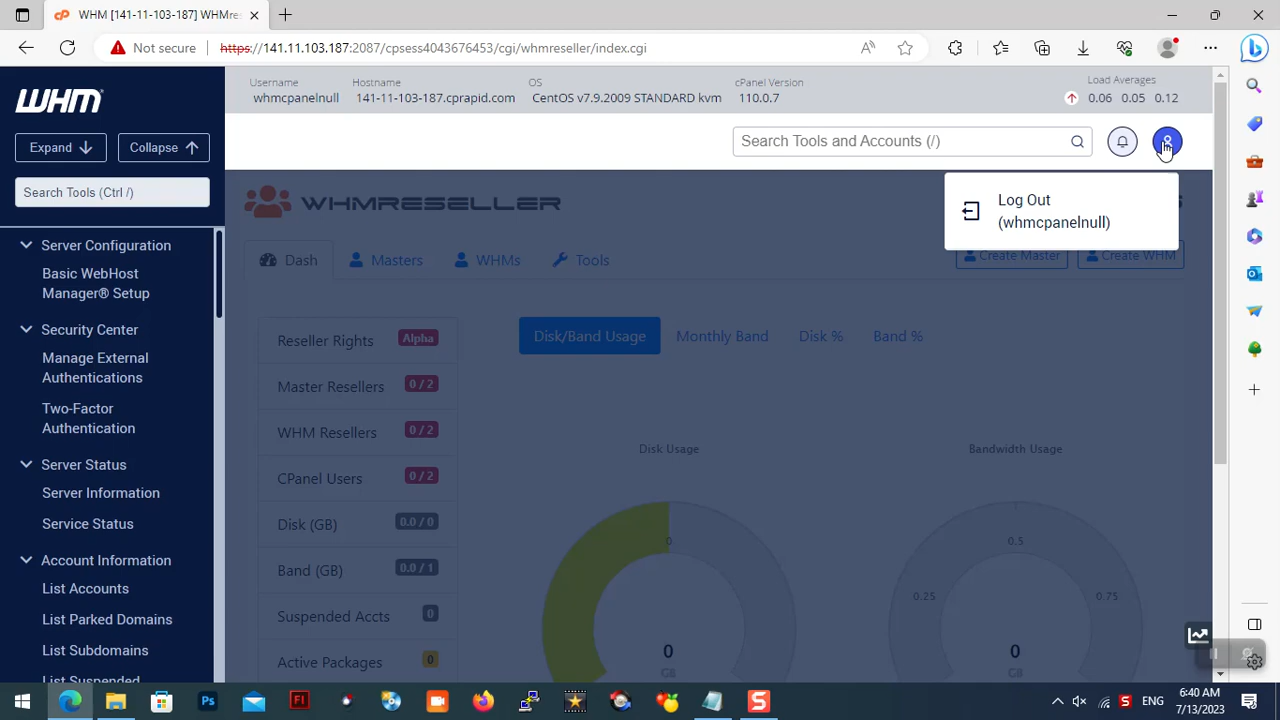 WHM [141-11-103-187] WHMres
Not secure
https://141.11.103.187:2087/cpsess4043676453/cgi/whmreseller/index.cgi
WHM
Expand
Collapse
Search Tools (Ctrl /)
Server Configuration
Basic WebHost
Manager® Setup
Security Center
Manage External
Authentications
Two-Factor
Authentication
Server Status
Server Information
Service Status
Account Information
List Accounts
List Parked Domains
List Subdomains
List Suspended
Username
whmcpanelnull
Hostname
141-11-103-187.cprapid.com
OS
CentOS v7.9.2009 STANDARD kvm
cPanel Version
110.0.7
Load Averages
0.06 0.05 0.12
Search Tools and Accounts (/)
Log Out
(whmcpanelnull)
WHMRESELLER
Dash
Masters
WHMs
Tools
Create Master
Create WHM
Reseller Rights Alpha
Master Resellers 0 / 2
WHM Resellers 0 / 2
CPanel Users 0 / 2
Disk (GB) 0.0 / 0
Band (GB) 0.0 / 1
Suspended Accts 0
Active Packages 0
Disk/Band Usage
Monthly Band
Disk %
Band %
Disk Usage
0
0
GB
Bandwidth Usage
0.5
0.25
0.75
0
GB
Ps
Fl
S
S
ENG
6:40 AM
7/13/2023